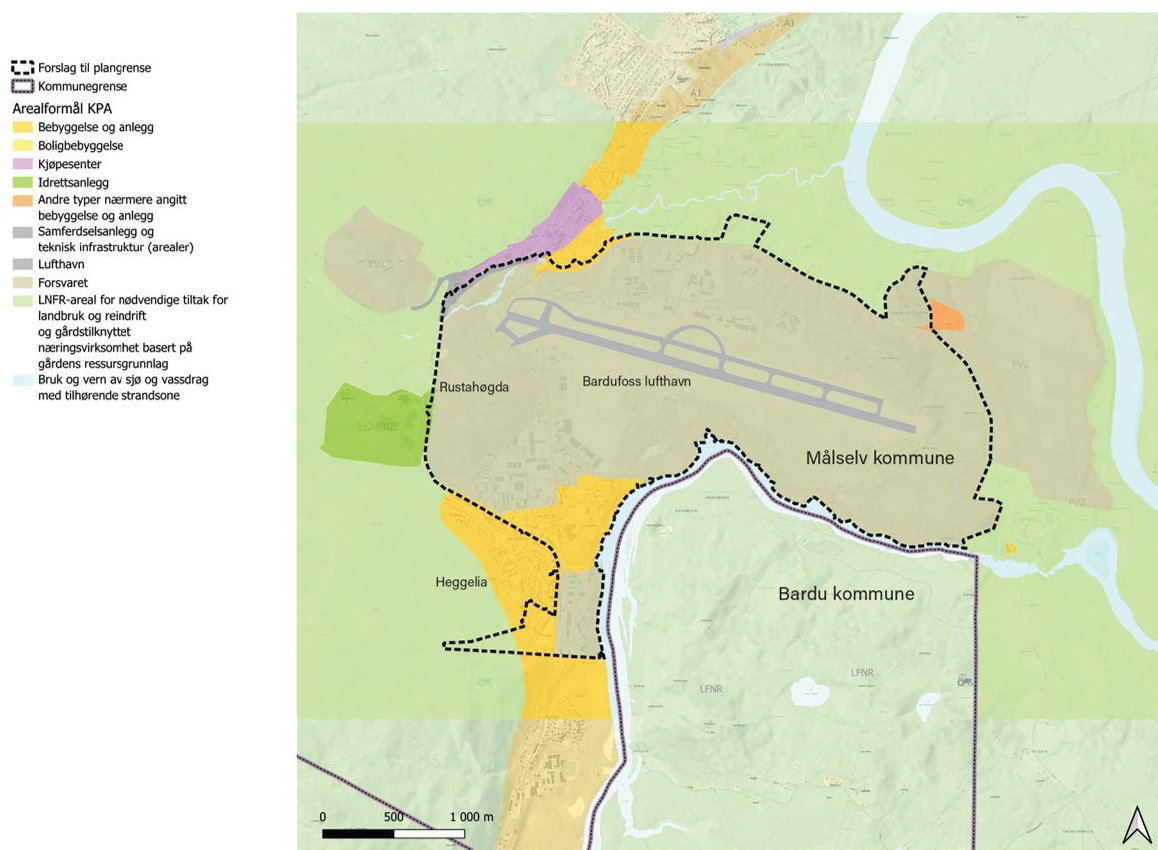 Forslag til plangrense
Kommunegrense
Arealformål KPA
Bebyggelse og anlegg
Boligbebyggelse
Kjøpesenter
Idrettsanlegg
Andre typer nærmere angitt
bebyggelse og anlegg
Samferdselsanlegg og
teknisk infrastruktur (arealer)
Lufthavn
Forsvaret
LNFR-areal for nødvendige tiltak for
landbruk og reindrift
og gårdstilknyttet
næringsvirksomhet basert på
gårdens ressursgrunnlag
Bruk og vern av sjø og vassdrag
med tilhørende strandsone
A1
A1
FV1
FV2
Rustahøgda
Bardufoss lufthavn
Målselv kommune
FV2
Heggelia
Bardu kommune
LFNR
LFNR
0 500 1 000 m